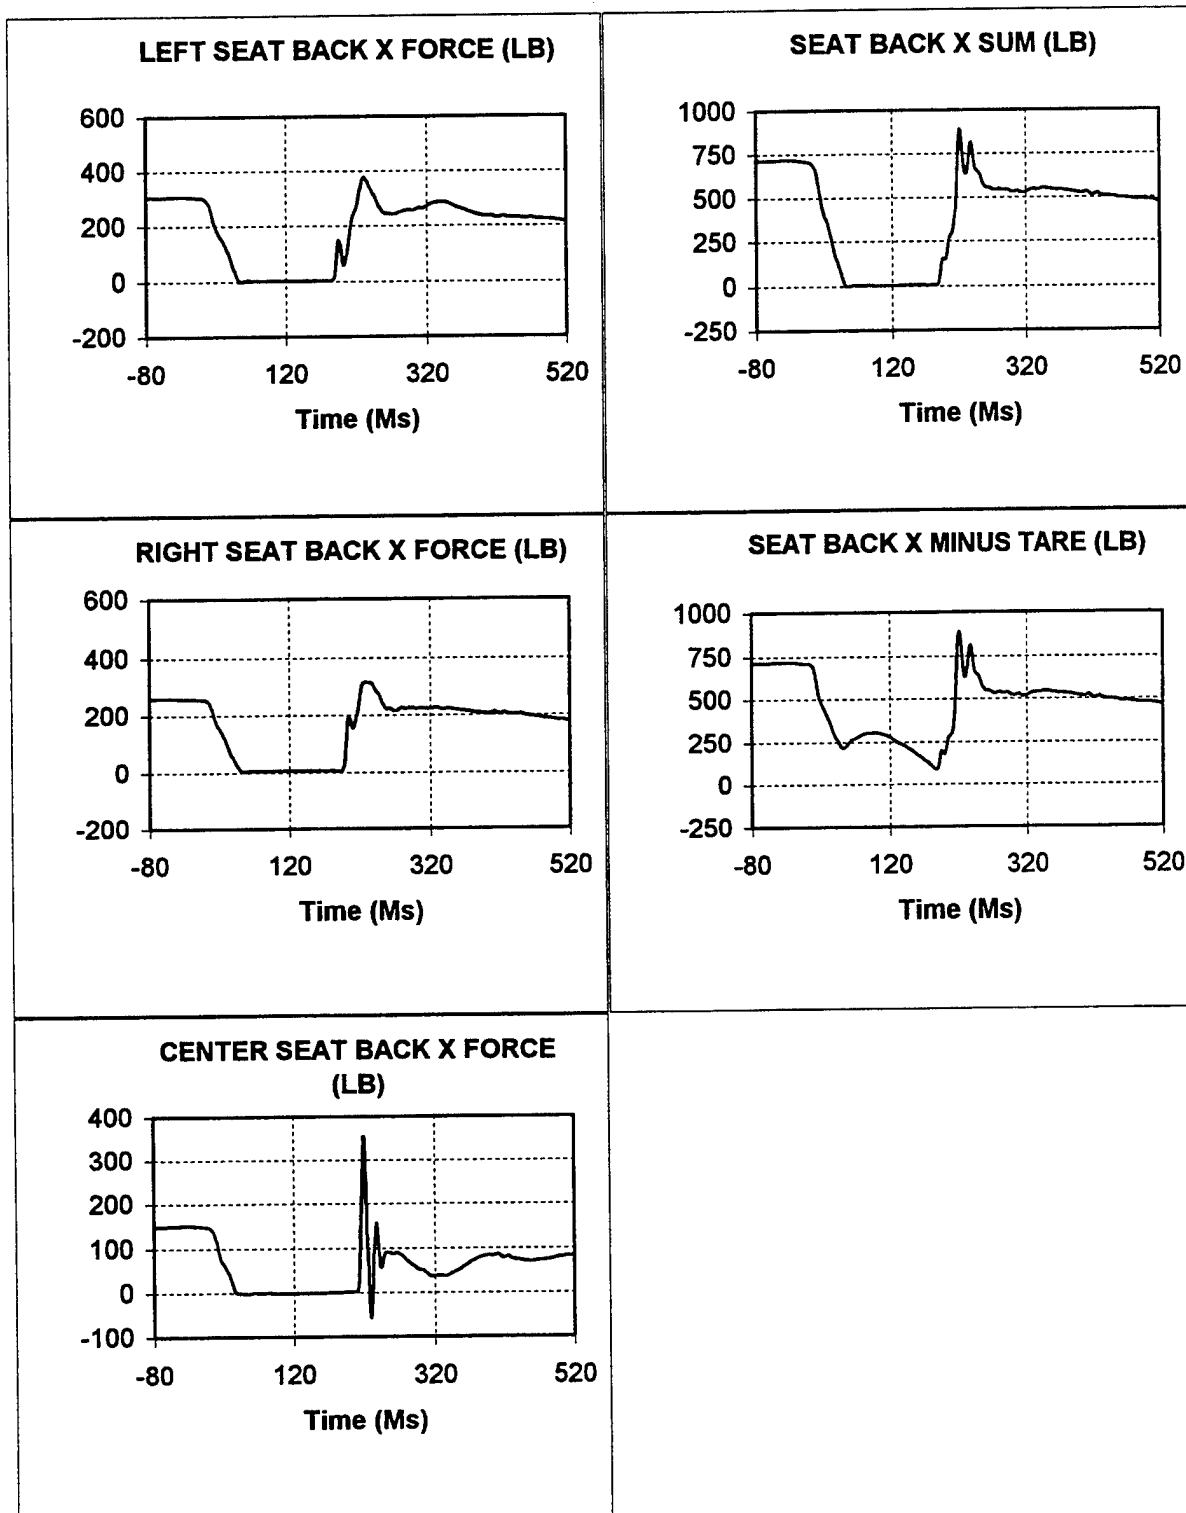 LEFT SEAT BACK X FORCE (LB)
600
400
200
0
-200
-80 120 320 520
Time (Ms)
SEAT BACK X SUM (LB)
1000
750
500
250
0
-250
-80 120 320 520
Time (Ms)
RIGHT SEAT BACK X FORCE (LB)
600
400
200
0
-200
-80 120 320 520
Time (Ms)
SEAT BACK X MINUS TARE (LB)
1000
750
500
250
0
-250
-80 120 320 520
Time (Ms)
CENTER SEAT BACK X FORCE
(LB)
400
300
200
100
0
-100
-80 120 320 520
Time (Ms)